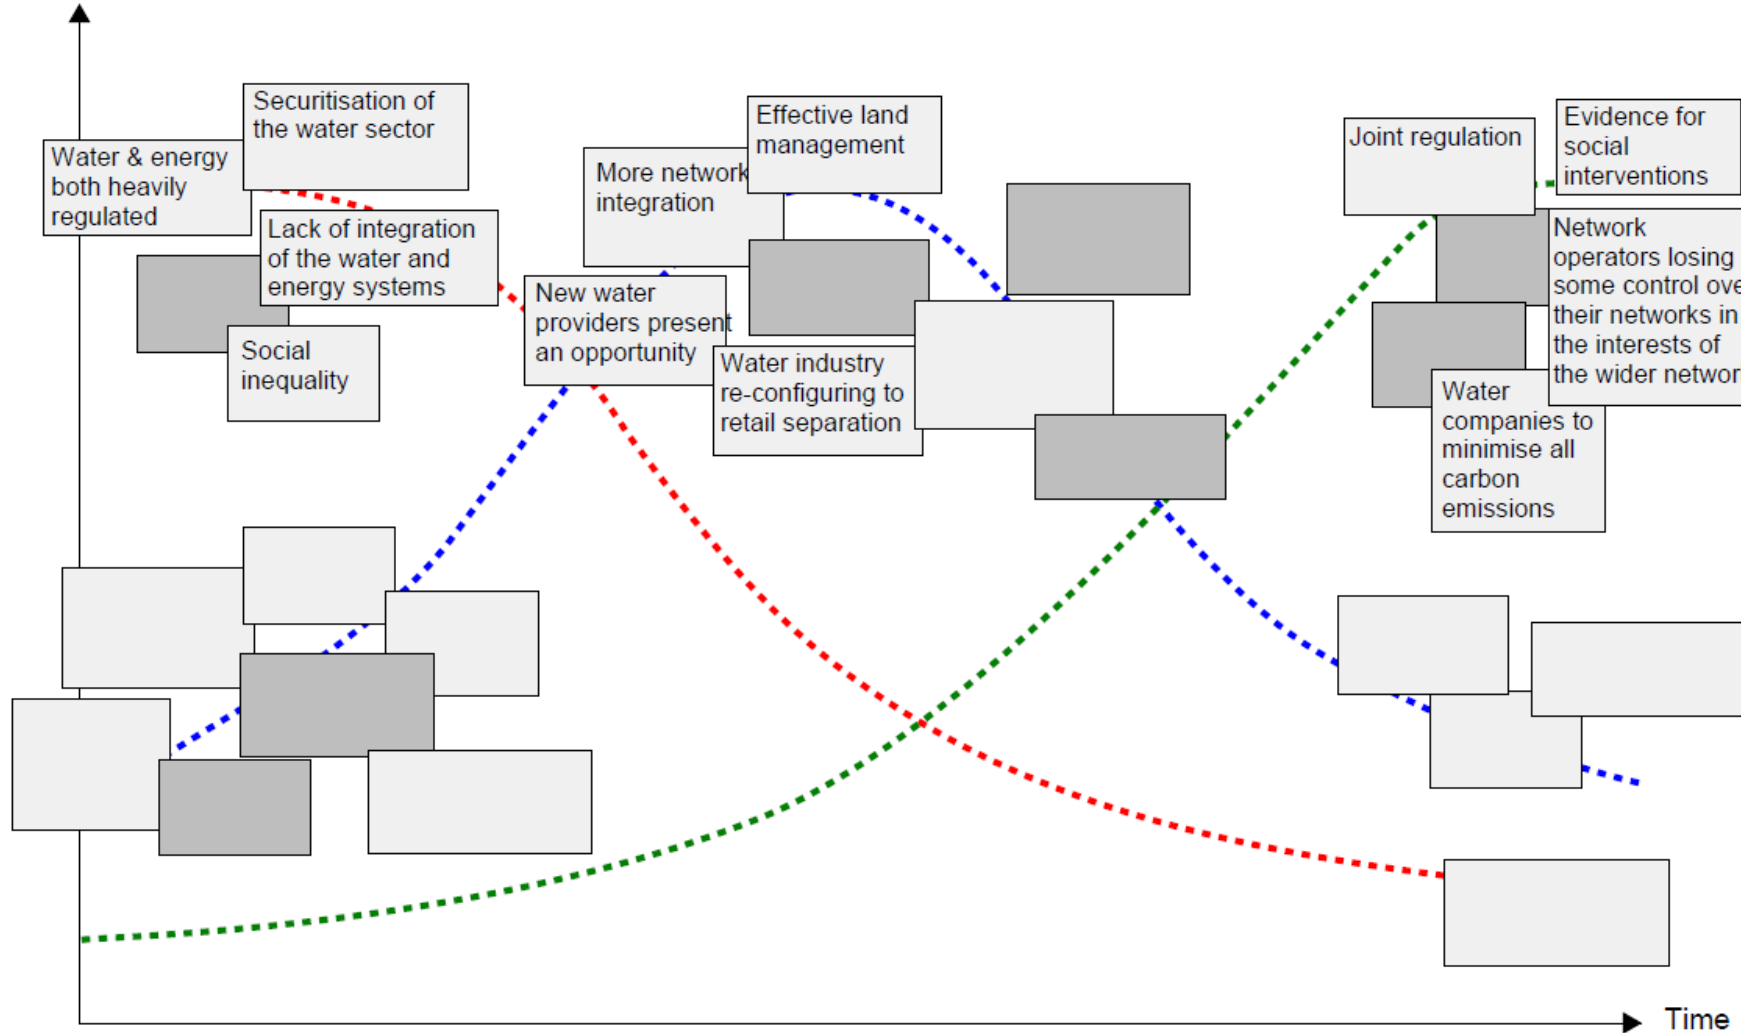 Securitisation of
the water sector
Water & energy
both heavily
regulated
Lack of integration
of the water and
energy systems
Social
inequality
Effective land
management
More network
integration
New water
providers present
an opportunity
Water industry
re-configuring to
retail separation
Joint regulation
Evidence for
social
interventions
Network
operators losing
some control
their networks in
the interests of
the wider
Water
companies to
minimise all
carbon
emissions
Time